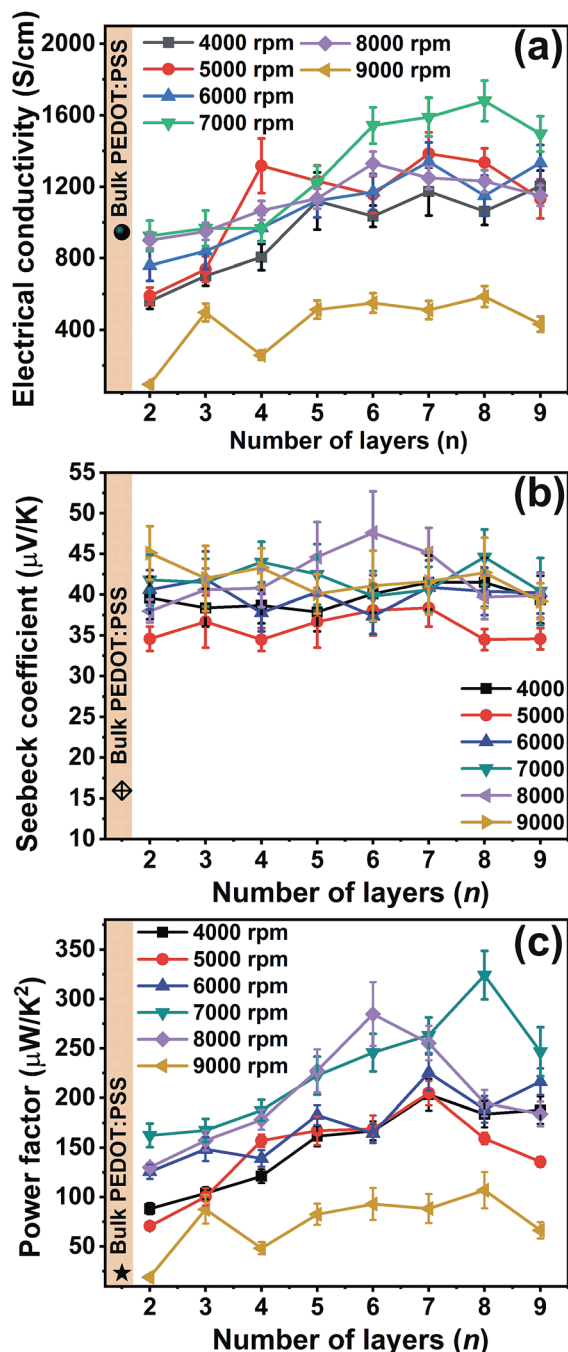 (a)
4000 rpm
5000 rpm
6000 rpm
7000 rpm
8000 rpm
9000 rpm
Bulk PEDOT:PSS
Electrical conductivity (S/cm)
2000
1600
1200
800
400
2 3 4 5 6 7 8 9
Number of layers (n)
(b)
Bulk PEDOT:PSS
Seebeck coefficient (μV/K)
55
50
45
40
35
30
25
20
15
10
4000
5000
6000
7000
8000
9000
2 3 4 5 6 7 8 9
Number of layers (n)
(c)
4000 rpm
5000 rpm
6000 rpm
7000 rpm
8000 rpm
9000 rpm
Bulk PEDOT:PSS
Power factor (μW/K²)
350
300
250
200
150
100
50
2 3 4 5 6 7 8 9
Number of layers (n)